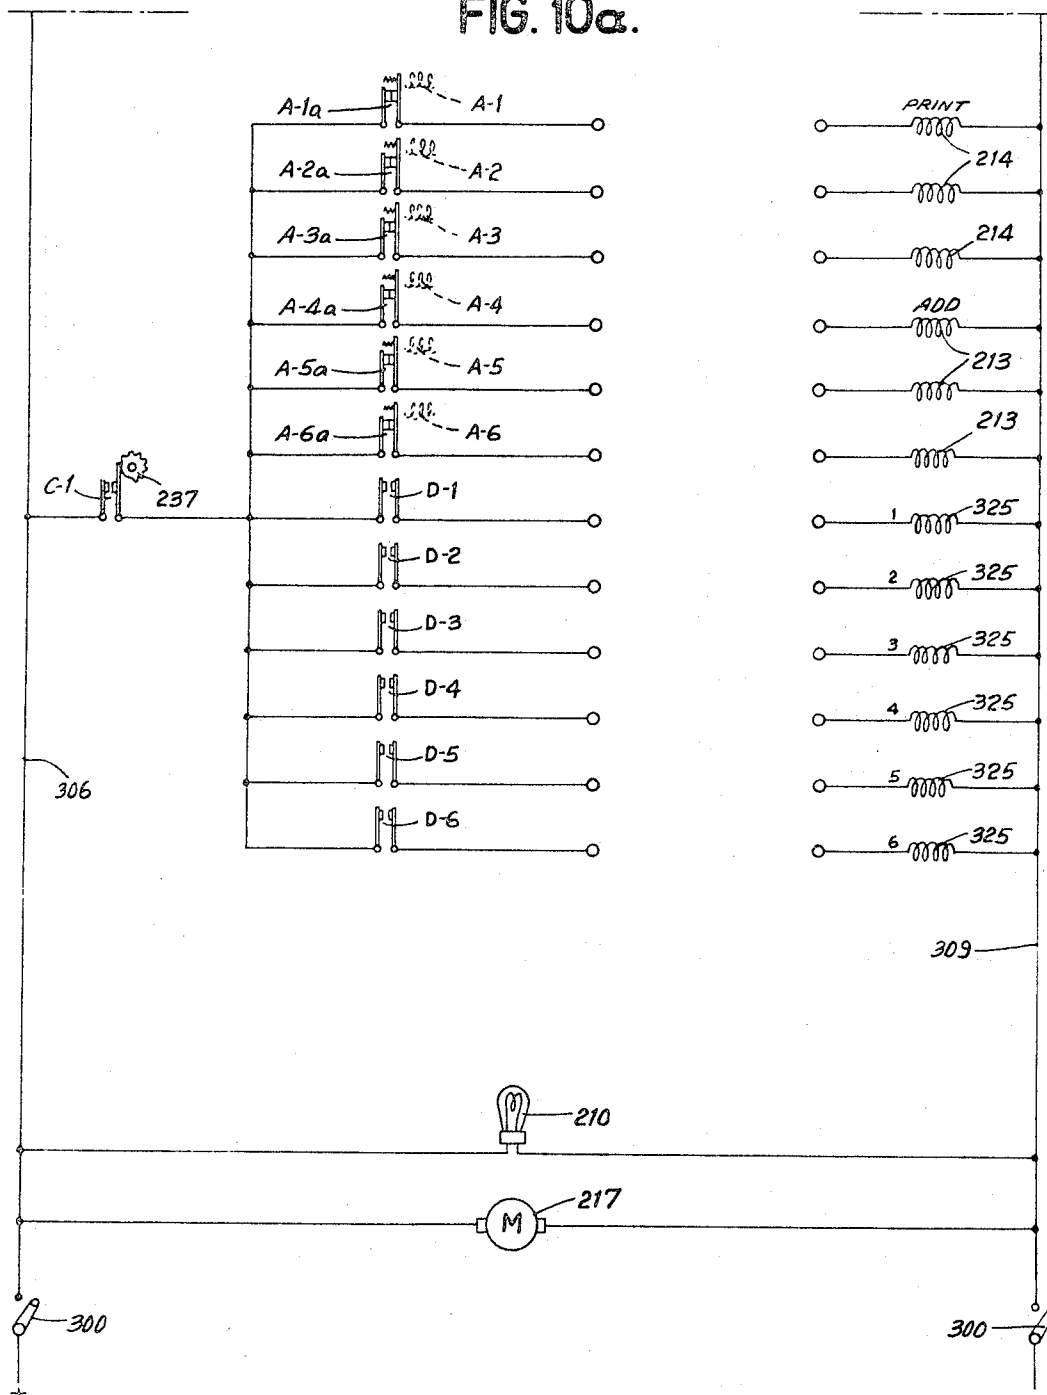 FIG. 10a.
A-1a A-1 PRINT
214
A-2a A-2
A-3a A-3 214
A-4a A-4 ADD
A-5a A-5 213
A-6a A-6 213
C-1 237 D-1 1 325
D-2 2 325
D-3 3 325
D-4 4 325
D-5 5 325
306
D-6 6 325
309
210
M 217
300 300